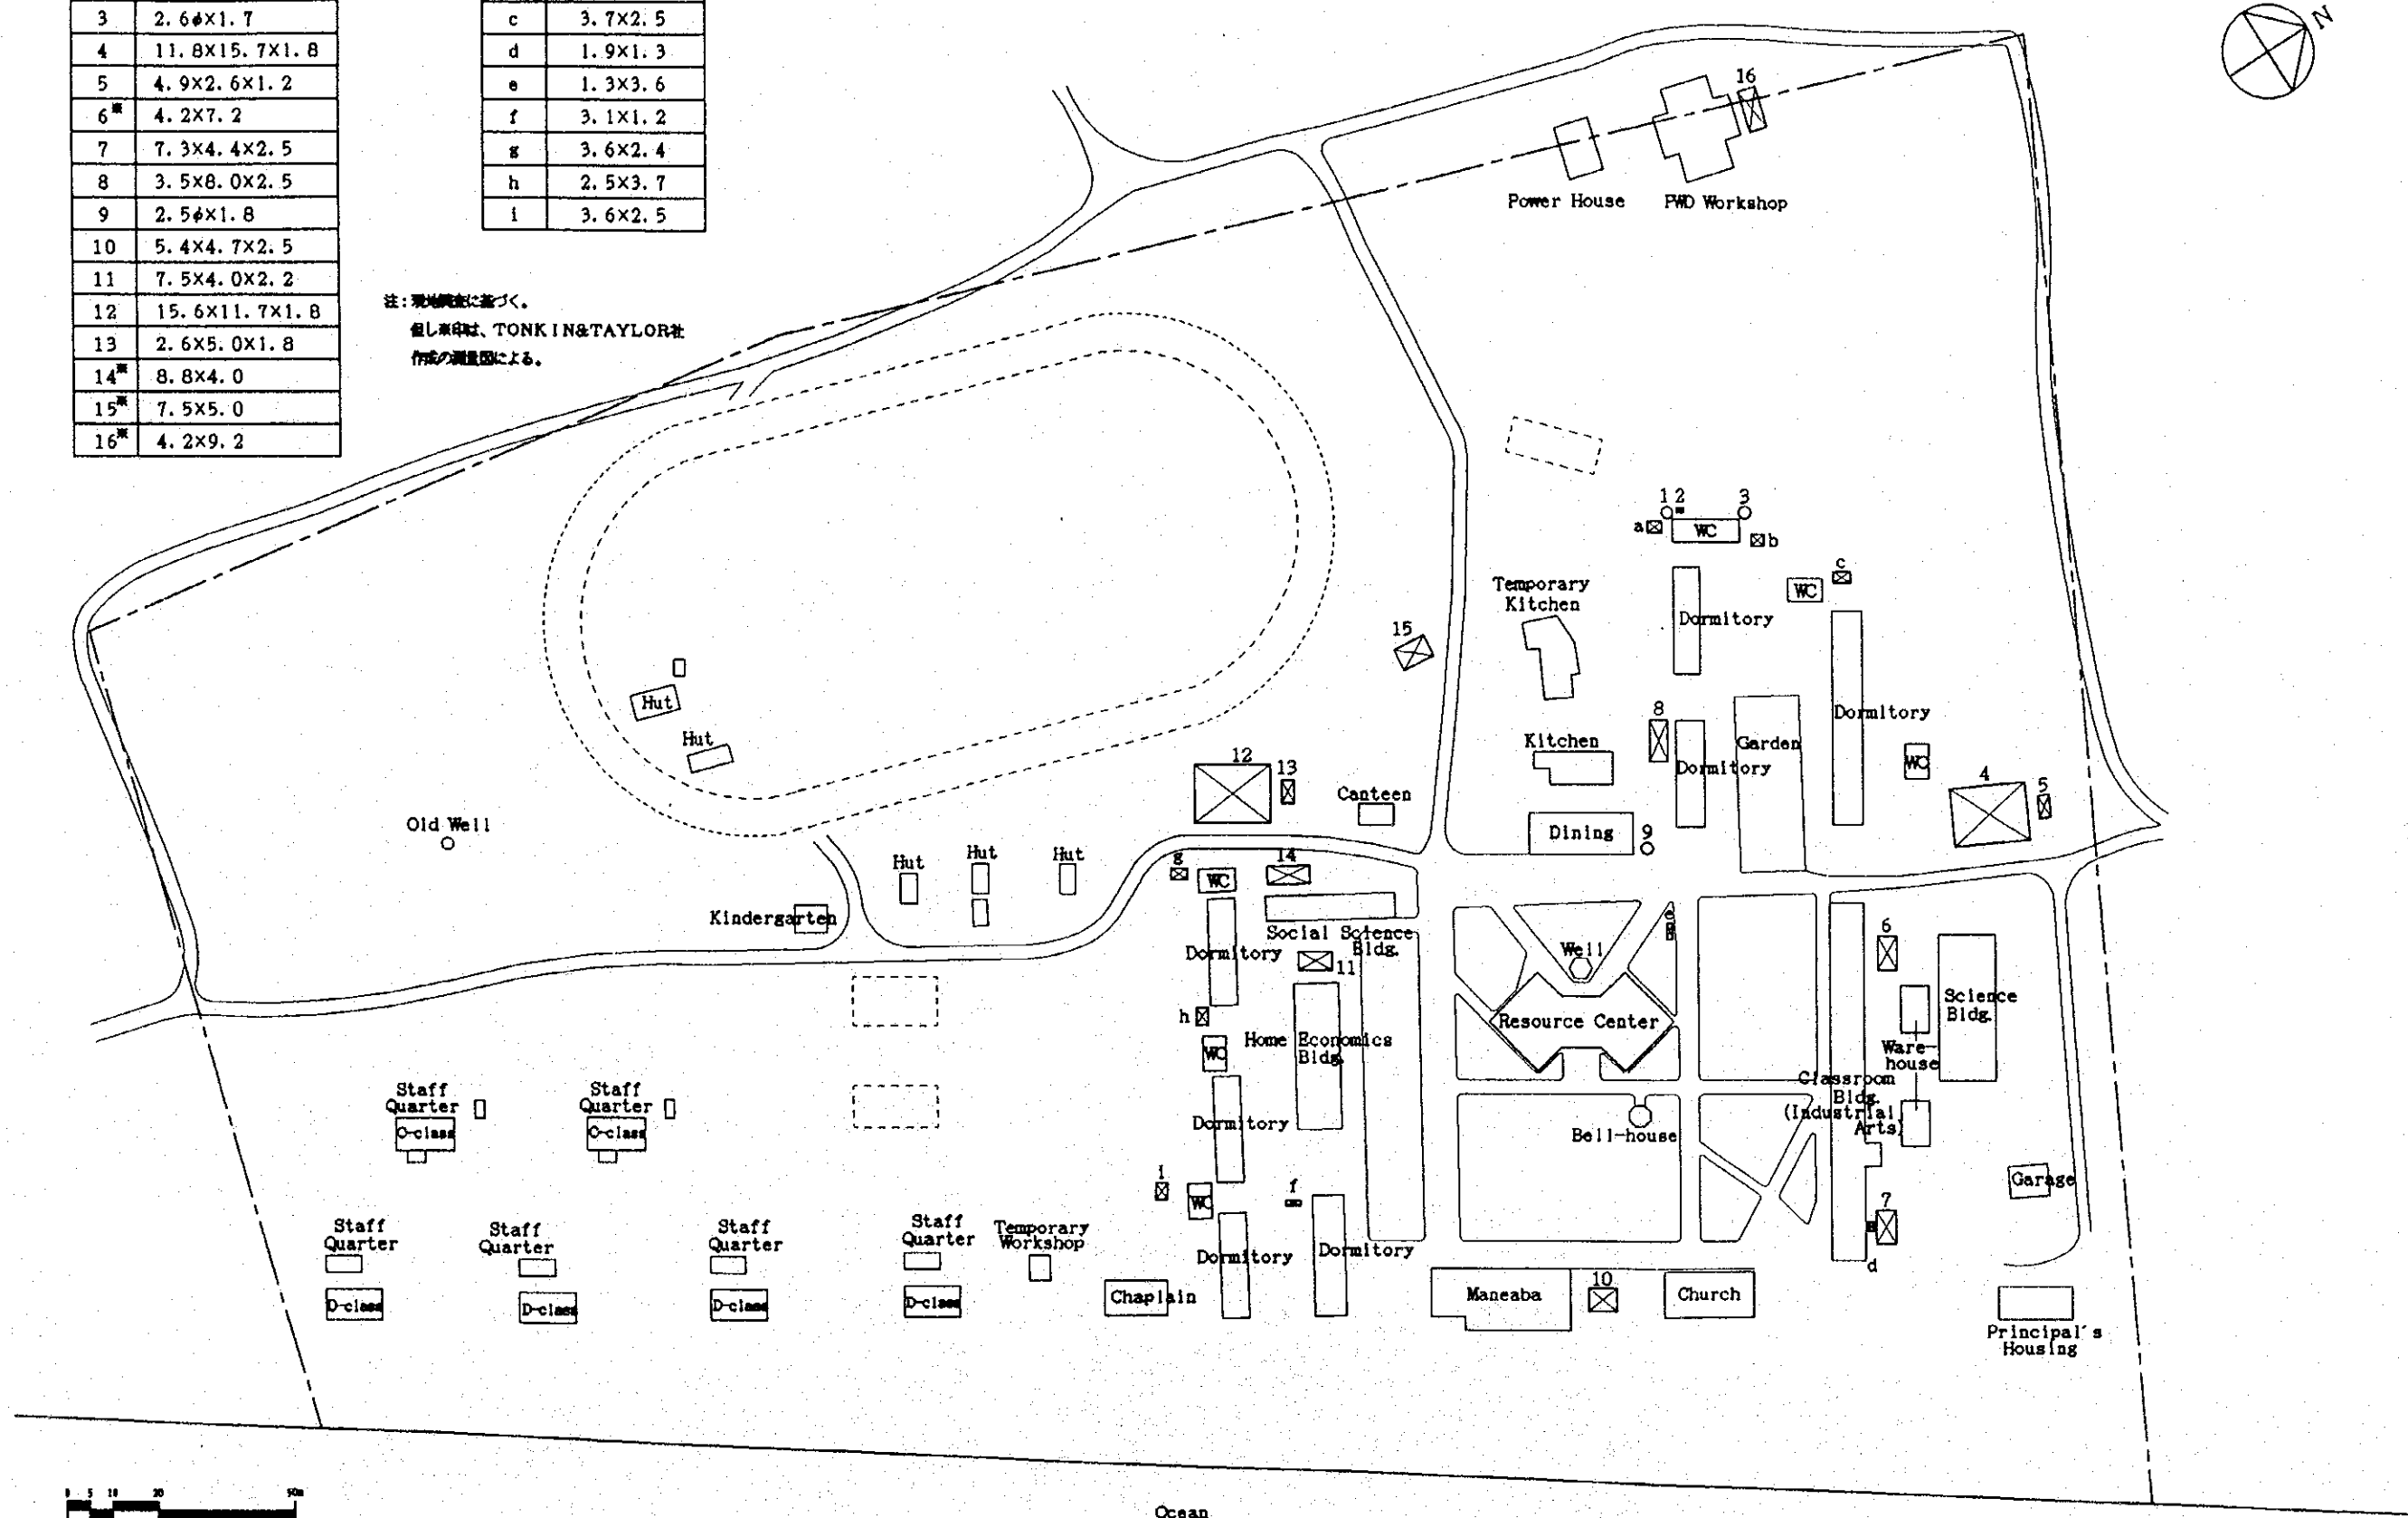 3 2.6φ×1.7
4 11.8×15.7×1.8
5 4.9×2.6×1.2
6※ 4.2×7.2
7 7.3×4.4×2.5
8 3.5×8.0×2.5
9 2.5φ×1.8
10 5.4×4.7×2.5
11 7.5×4.0×2.2
12 15.6×11.7×1.8
13 2.6×5.0×1.8
14※ 8.8×4.0
15※ 7.5×5.0
16※ 4.2×9.2
c 3.7×2.5
d 1.9×1.3
e 1.3×3.6
f 3.1×1.2
g 3.6×2.4
h 2.5×3.7
i 3.6×2.5
注：現地調査に基づく。
但し※印は、TONKIN&TAYLOR社
作成の測量図による。
N
16
Power House
PWD Workshop
1 2
3
a
WC
b
c
WC
Temporary
Kitchen
Dormitory
15
Hut
Hut
8
Dormitory
Kitchen
Garden
Dormitory
WC
12
13
4
5
Canteen
Old Well
Dining
9
Hut
Hut
Hut
g
WC
14
Kindergarten
Social Science
Bldg.
Dormitory
11
Well
e
6
Science
Bldg.
h
Resource Center
WC
Home Economics
Bldg.
Ware-
house
Classroom
Bldg.
(Industrial
Arts)
Staff
Quarter
C-class
Staff
Quarter
C-class
Dormitory
Bell-house
i
WC
f
Garage
7
d
Staff
Quarter
D-class
Staff
Quarter
D-class
Staff
Quarter
D-class
Staff
Quarter
D-class
Temporary
Workshop
Dormitory
Dormitory
Chaplain
Maneaba
10
Church
Principal's
Housing
0 5 10 20 50m
Ocean